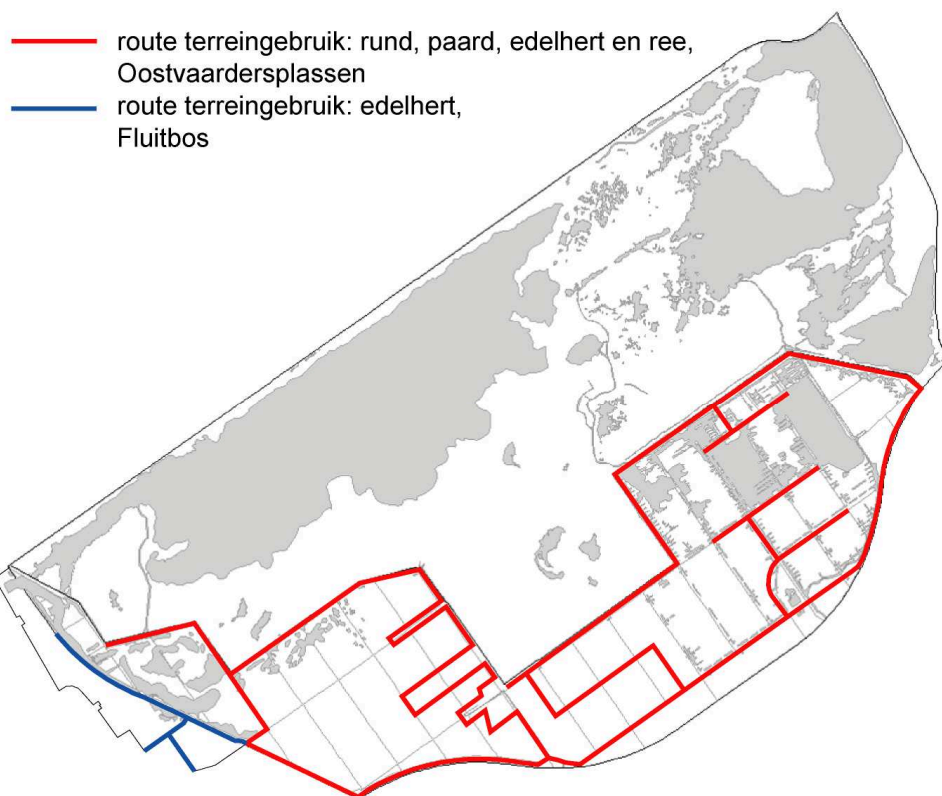 route terreingebruik: rund, paard, edelhert en ree,
Oostvaardersplassen
route terreingebruik: edelhert,
Fluitbos